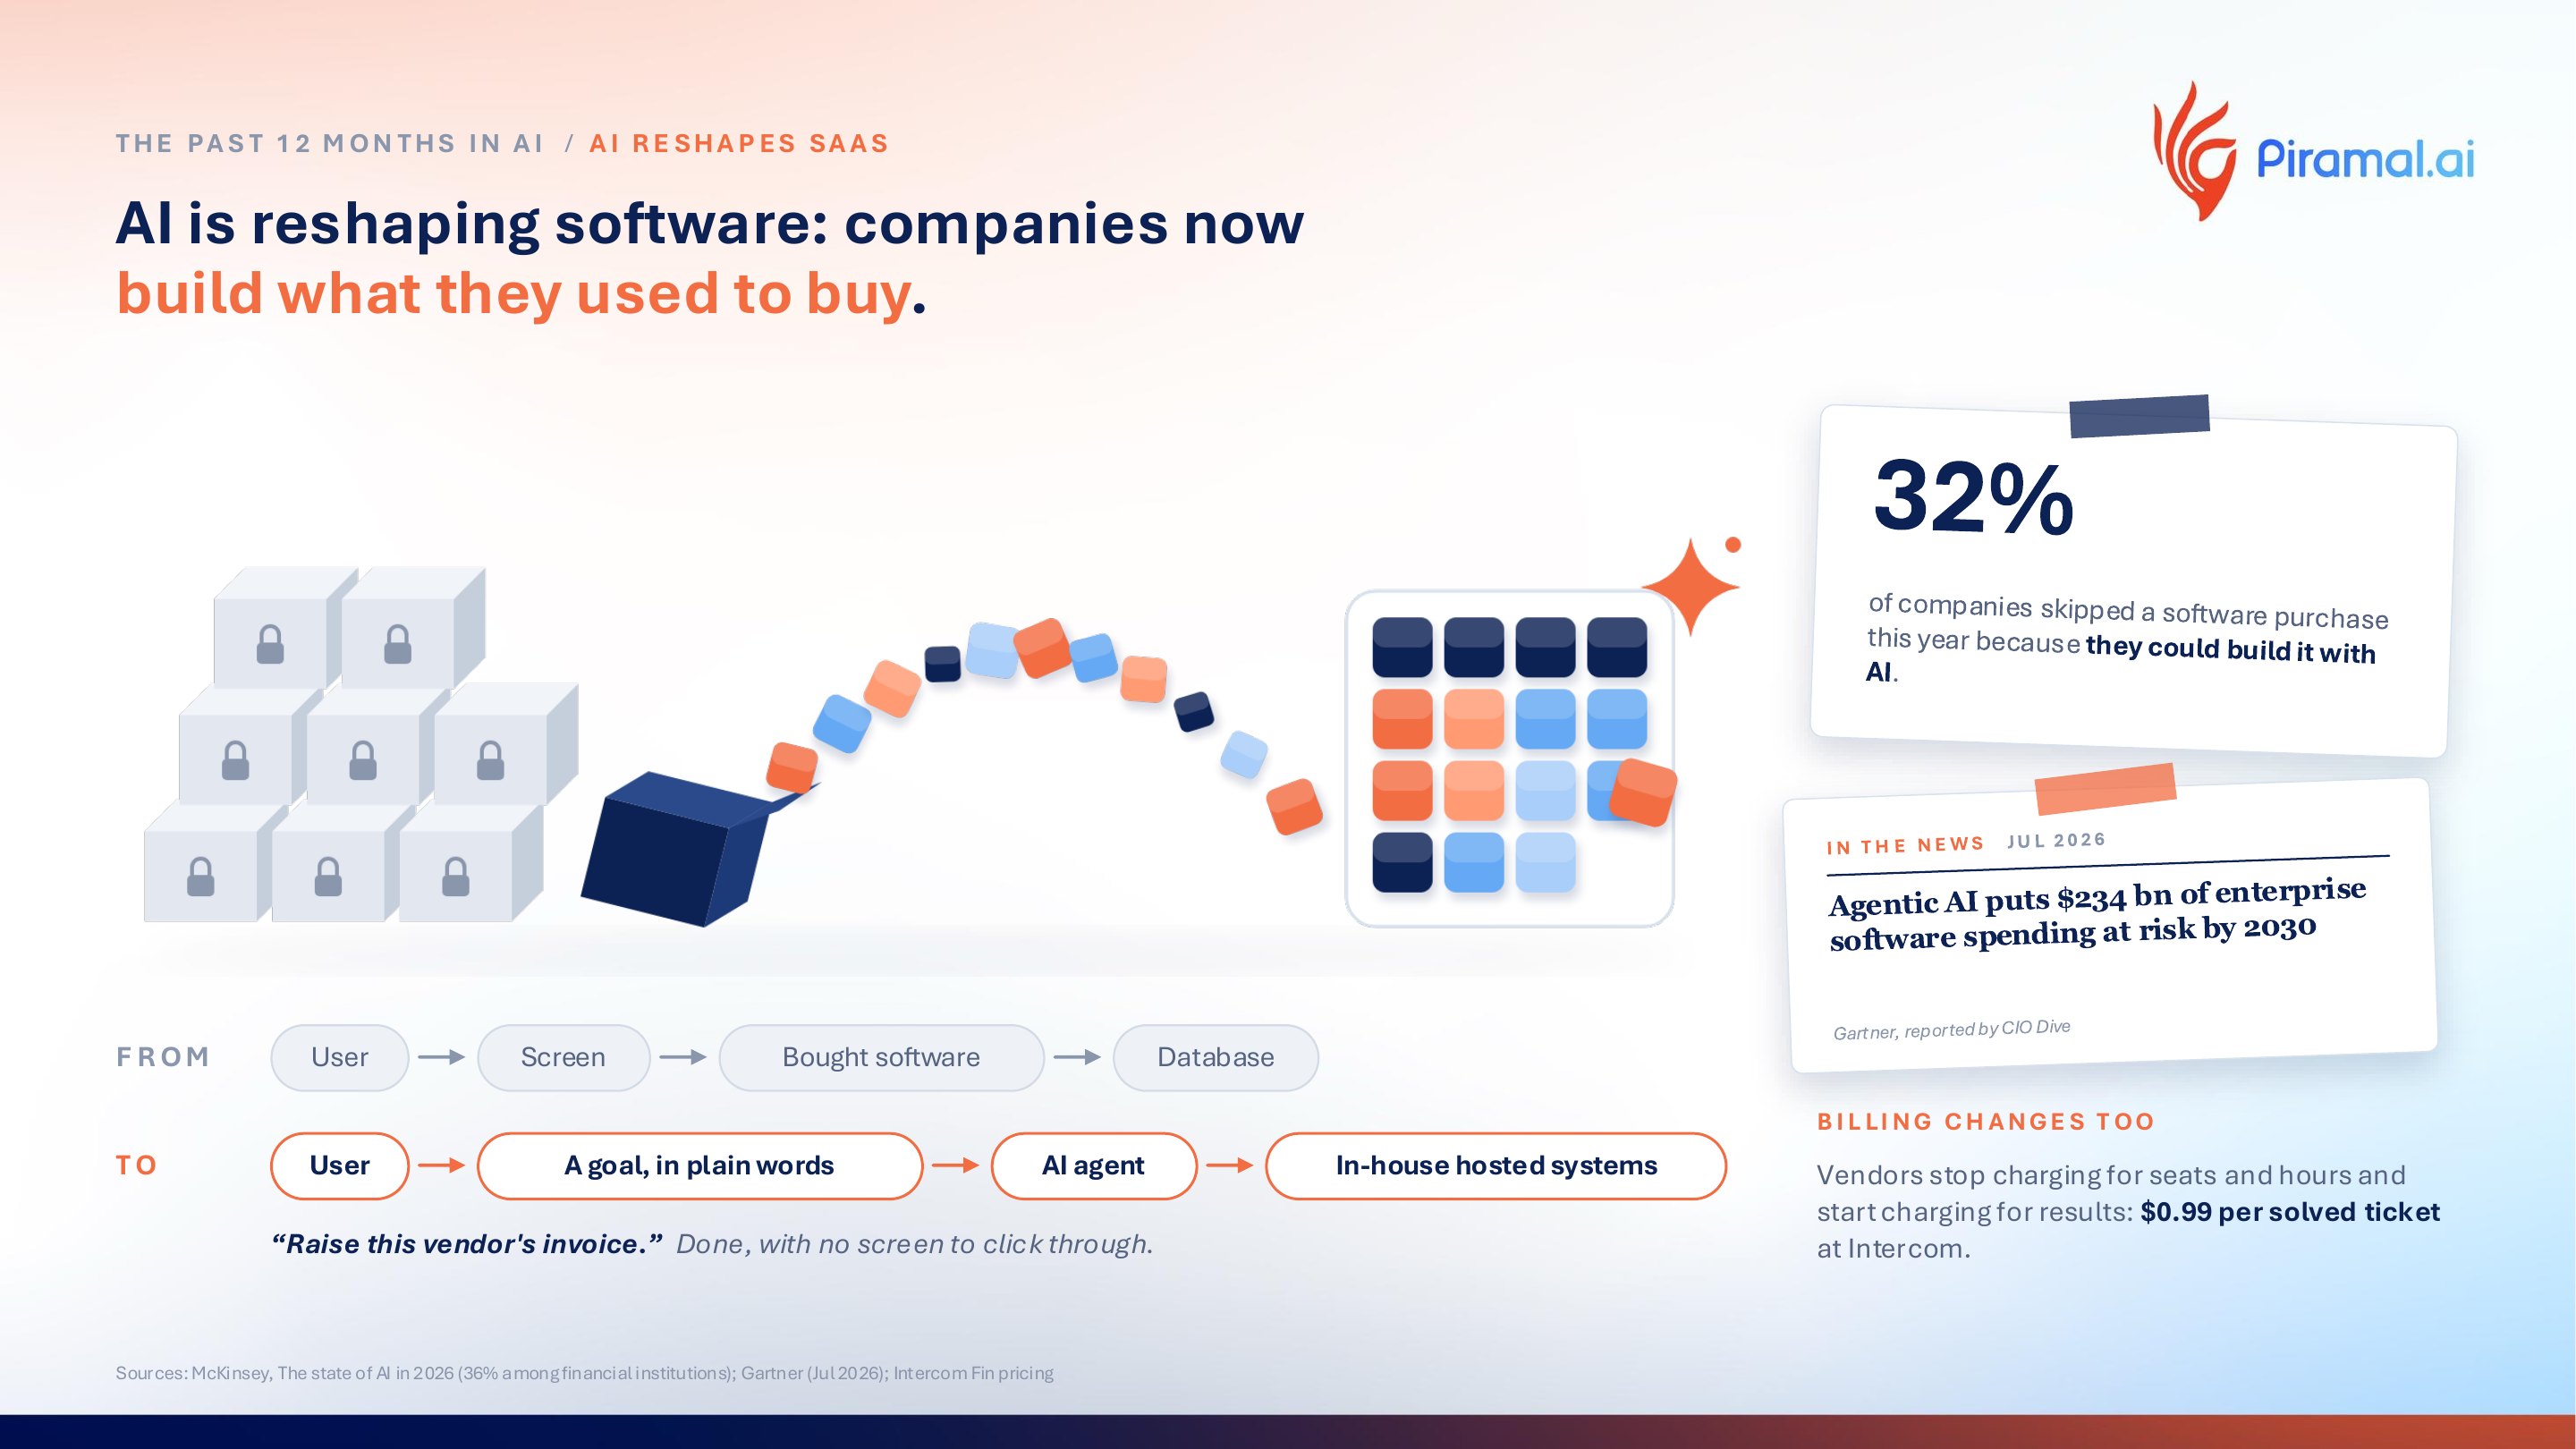 THE PAST 12 MONTHS IN AI / AI RESHAPES SAAS
Piramal.ai
AI is reshaping software: companies now
build what they used to buy.
32%
of companies skipped a software purchase
this year because they could build it with
AI.
IN THE NEWS JUL 2026
Agentic AI puts $234 bn of enterprise
software spending at risk by 2030
Gartner, reported by CIO Dive
FROM User Screen Bought software Database
TO User A goal, in plain words AI agent In-house hosted systems
“Raise this vendor's invoice.” Done, with no screen to click through.
BILLING CHANGES TOO
Vendors stop charging for seats and hours and
start charging for results: $0.99 per solved ticket
at Intercom.
Sources: McKinsey, The state of AI in 2026 (36% among financial institutions); Gartner (Jul 2026); Intercom Fin pricing